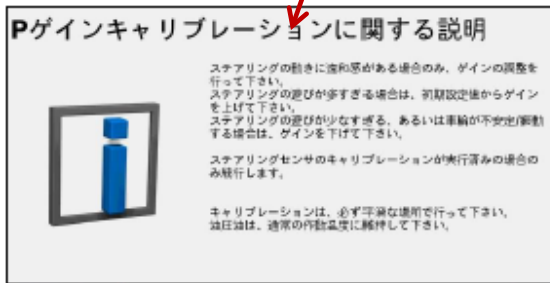 Pゲインキャリブレーションに関する説明
ステアリングの動きに違和感がある場合のみ、ゲインの調整を
行って下さい。
ステアリングの遊びが多すぎる場合は、初期設定値からゲイン
を上げて下さい。
ステアリングの遊びが少なすぎる、あるいは車輪が不安定/振動
する場合は、ゲインを下げて下さい。
ステアリングセンサのキャリブレーションが実行済みの場合の
み続行します。
キャリブレーションは、必ず平滑な場所で行って下さい。
油圧油は、通常の作動温度に維持して下さい。